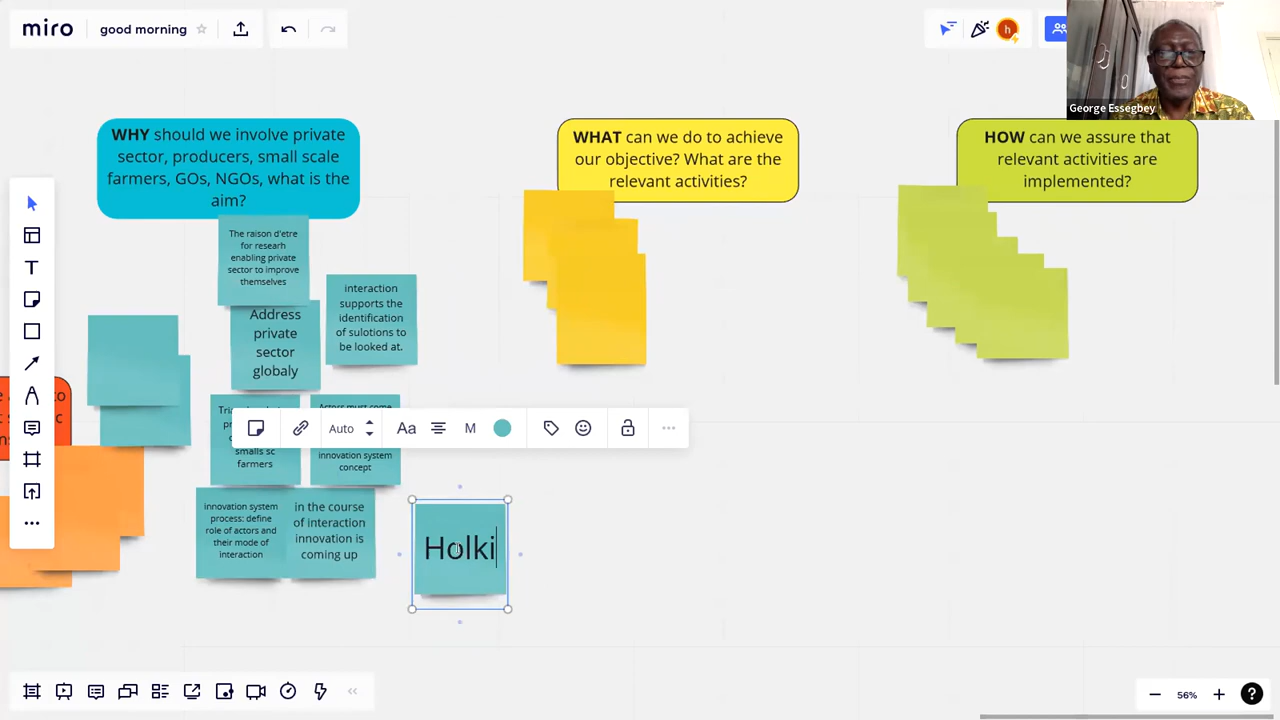 miro
good morning
George Essegbey
WHY should we involve private
sector, producers, small scale
farmers, GOs, NGOs, what is the
aim?
WHAT can we do to achieve
our objective? What are the
relevant activities?
HOW can we assure that
relevant activities are
implemented?
The raison d'etre
for researh
enabling private
sector to improve
themselves
interaction
supports the
identification
of sulotions to
be looked at.
Address
private
sector
globaly
smalls sc
farmers
Actors must come
innovation system
concept
Auto
Aa
M
innovation system
process: define
role of actors and
their mode of
interaction
in the course
of interaction
innovation is
coming up
Holki
56%